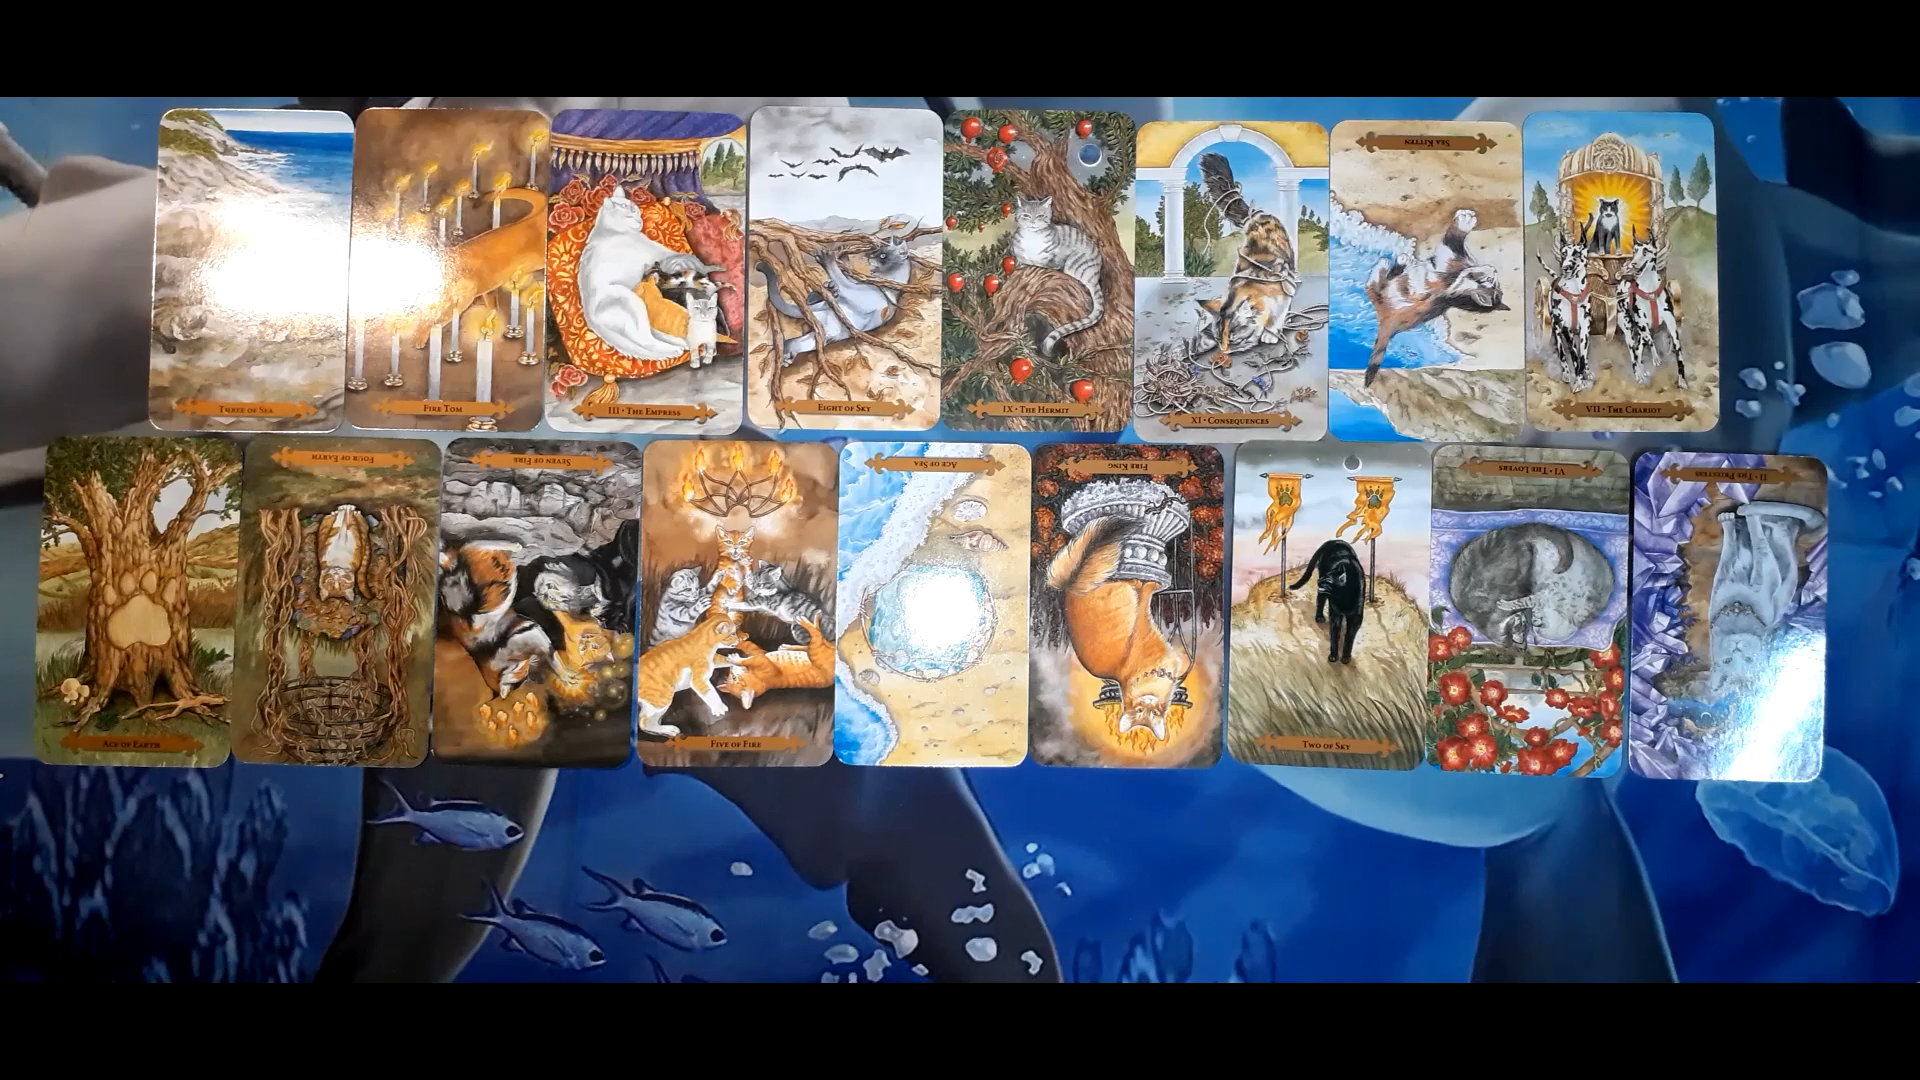 THREE OF SEA
FIRE TOM
III • THE EMPRESS
EIGHT OF SKY
IX • THE HERMIT
XI • CONSEQUENCES
SEA KITTEN
VII • THE CHARIOT
ACE OF EARTH
FOUR OF EARTH
SEVEN OF FIRE
FIVE OF FIRE
ACE OF SEA
FIRE KING
TWO OF SKY
VI • THE LOVERS
II • THE PRIESTESS